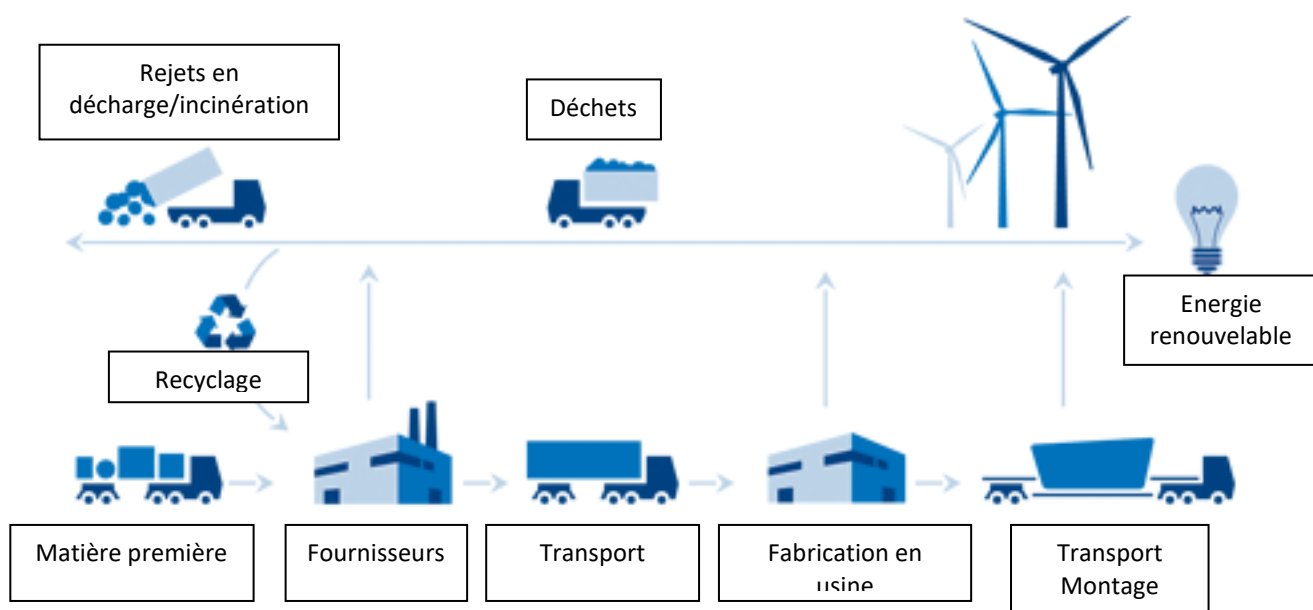 Rejets en
décharge/incinération
Déchets
Energie
renouvelable
Recyclage
Matière première
Fournisseurs
Transport
Fabrication en
usine
Transport
Montage